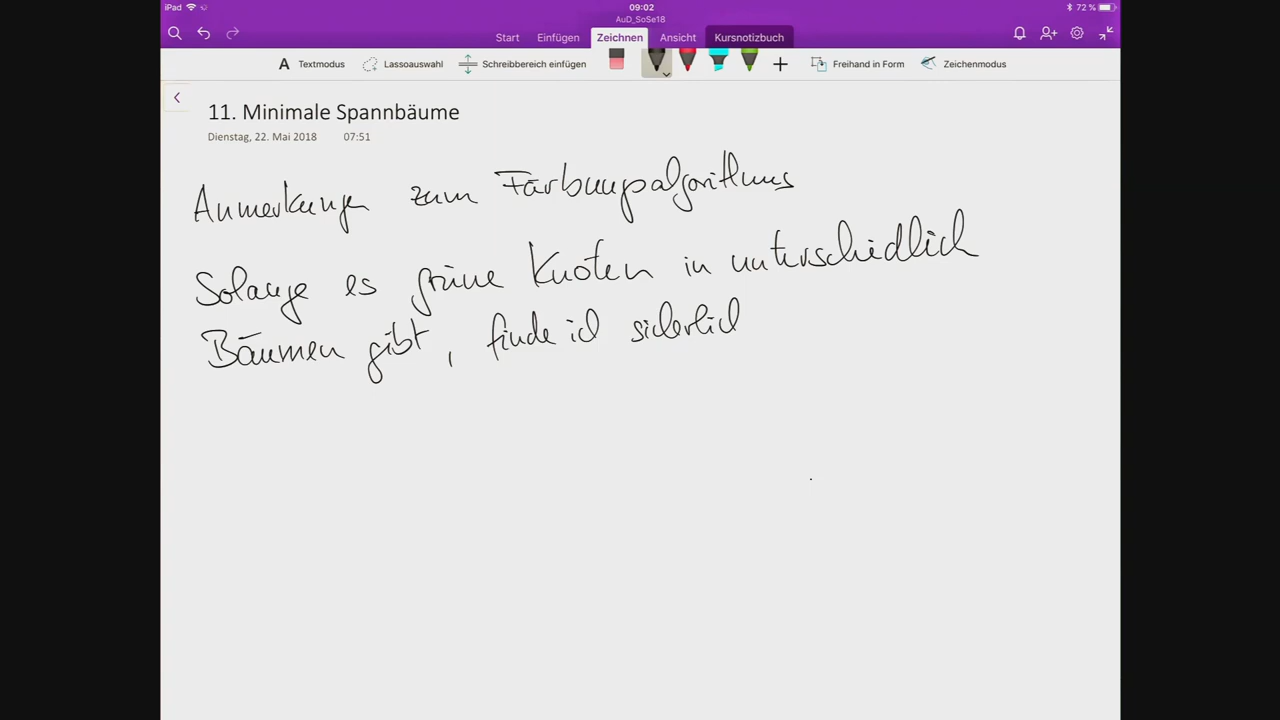 iPad 09:02 72 %
AuD_SoSe18
Start Einfügen Zeichnen Ansicht Kursnotizbuch
A Textmodus Lassoauswahl Schreibbereich einfügen Freihand in Form Zeichenmodus
11. Minimale Spannbäume
Dienstag, 22. Mai 2018 07:51
Anmerkungen zum Färbungsalgorithmus
Solange es grüne Knoten in unterschiedlich
Bäumen gibt, finde ich sicherlich